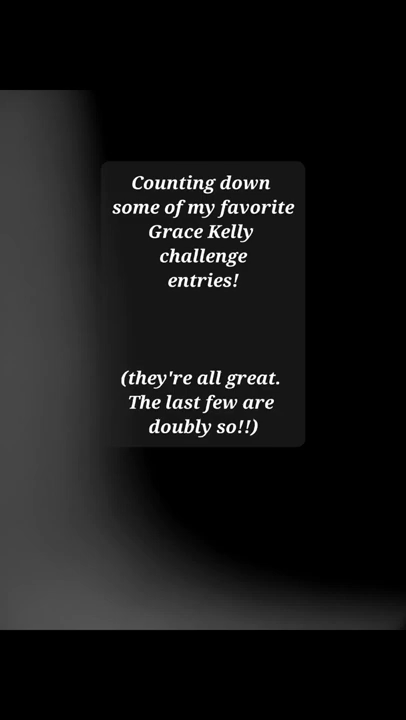 Counting down
some of my favorite
Grace Kelly
challenge
entries!
(they're all great.
The last few are
doubly so!!)